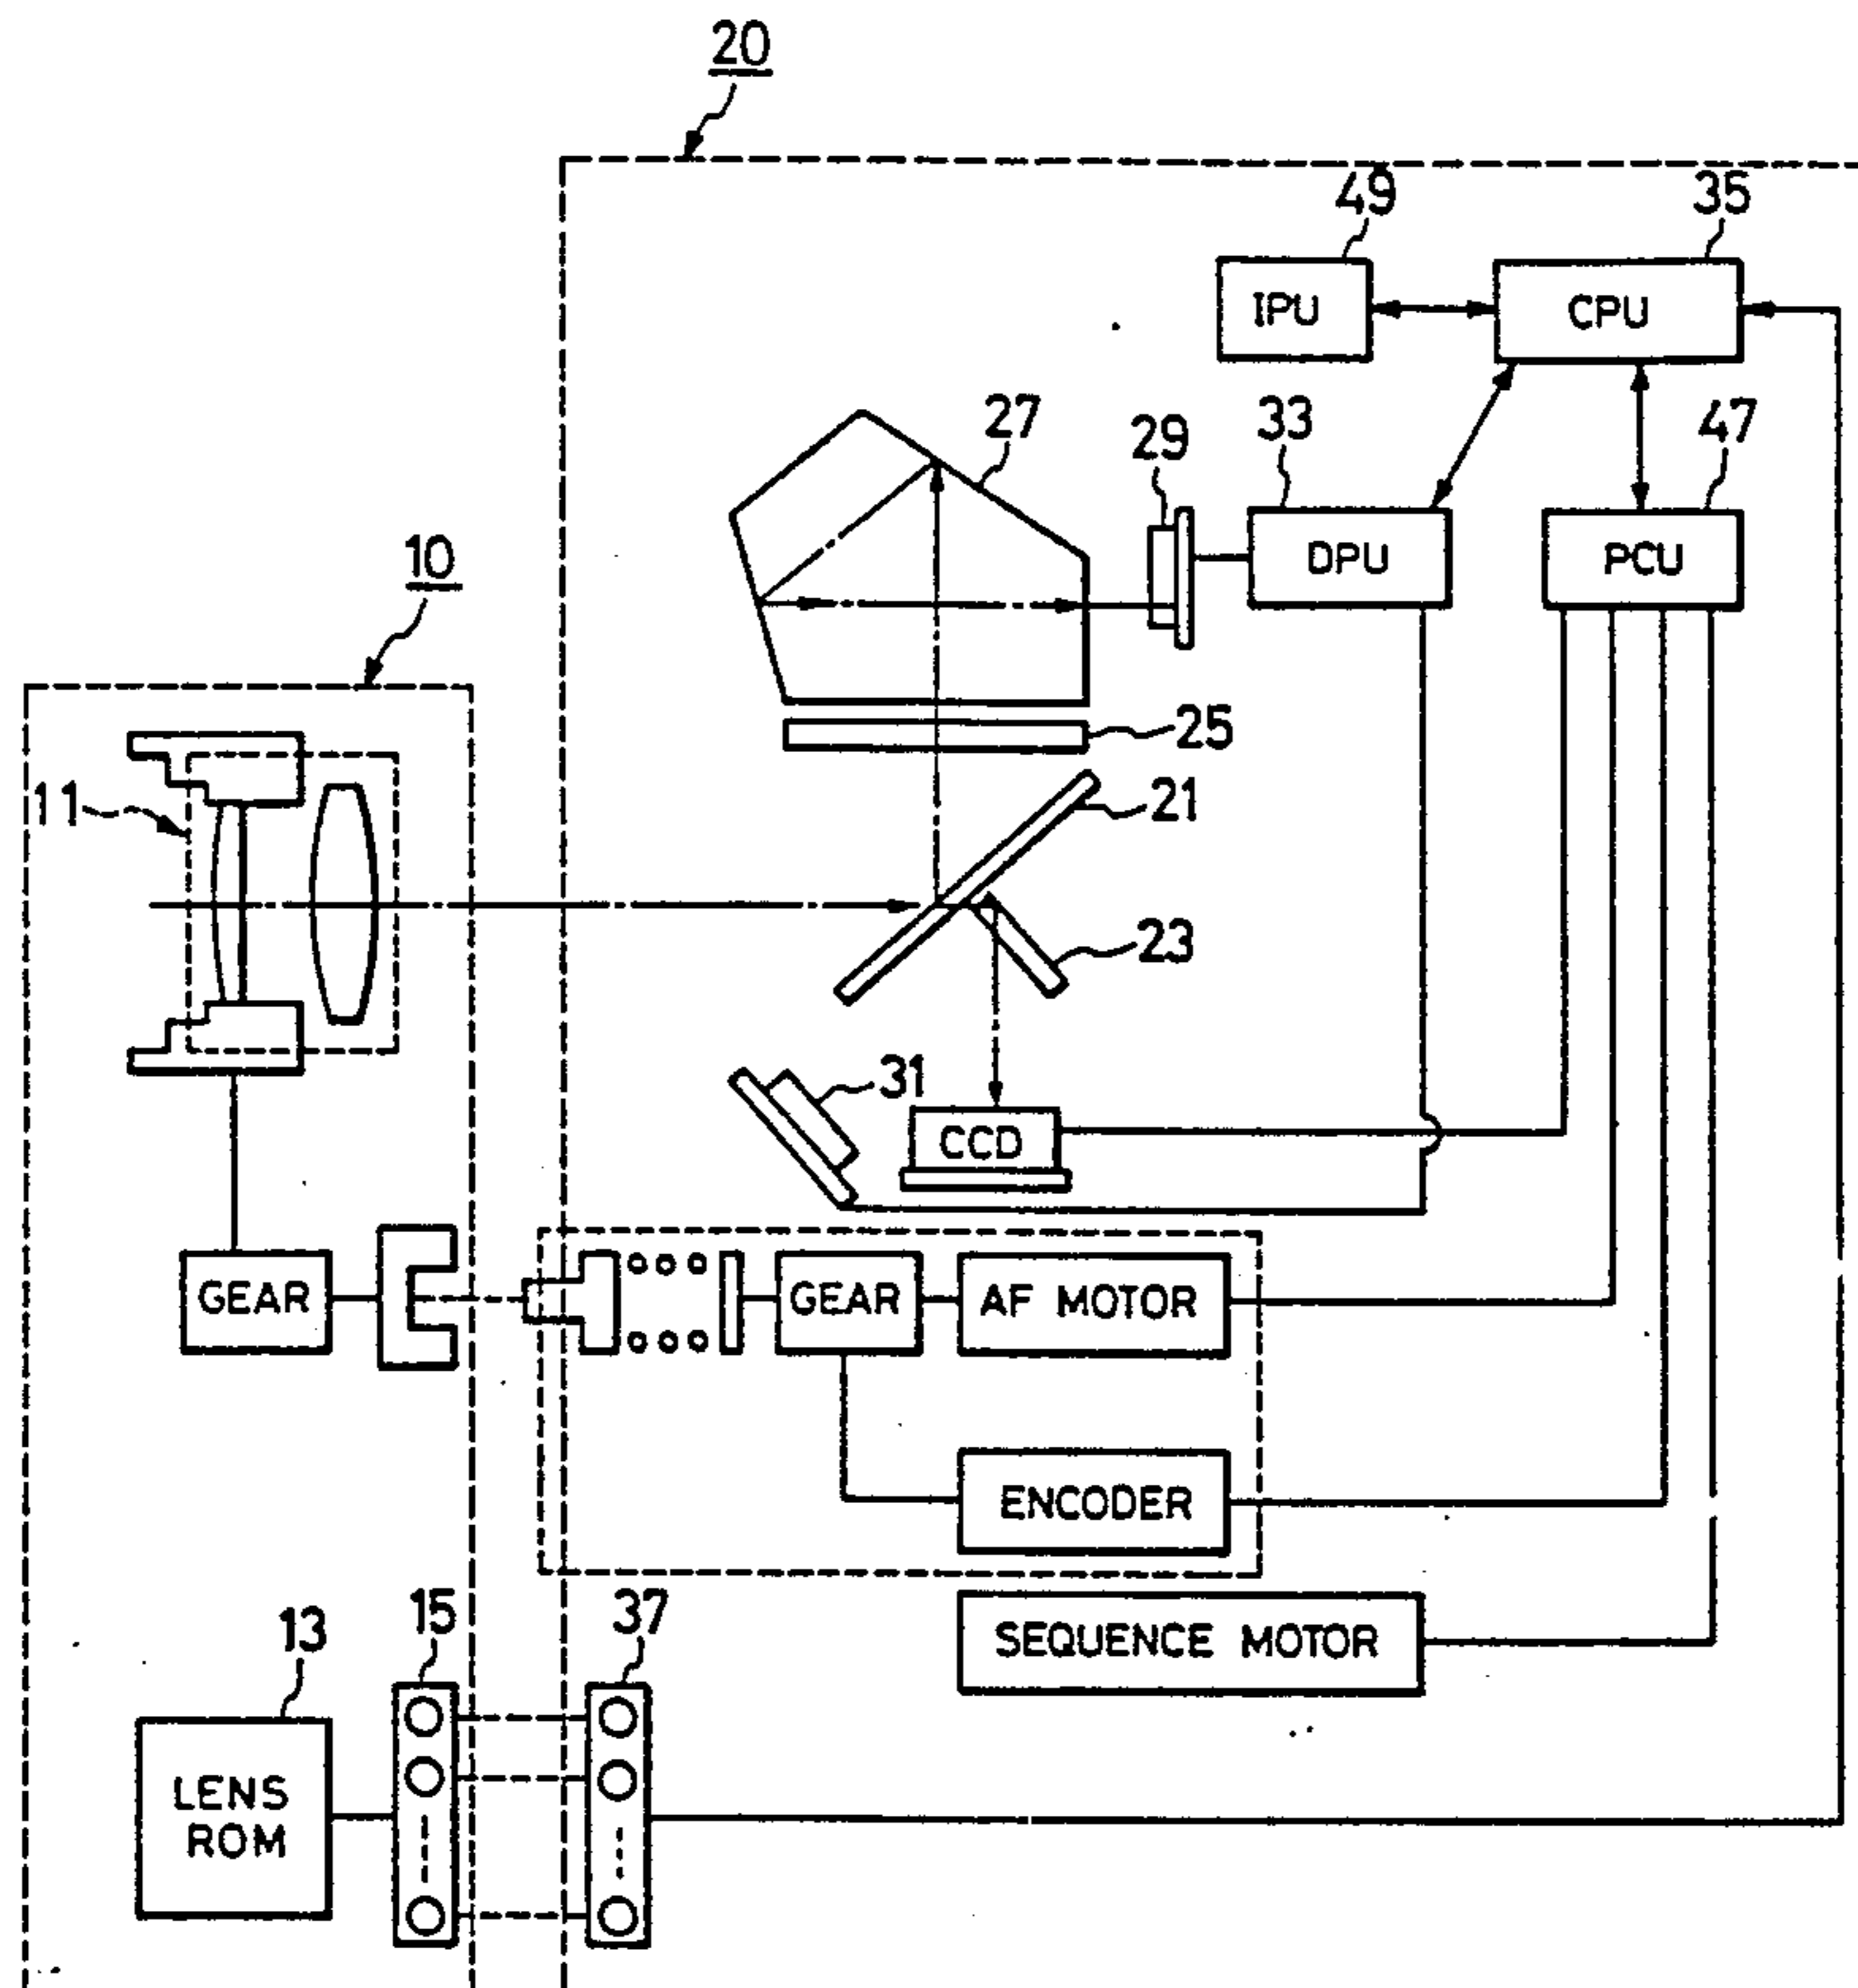 20
49
35
IPU
CPU
27
29
33
47
DPU
PCU
10
25
11
21
23
31
CCD
GEAR
GEAR
AF MOTOR
ENCODER
13
15
37
SEQUENCE MOTOR
LENS
ROM